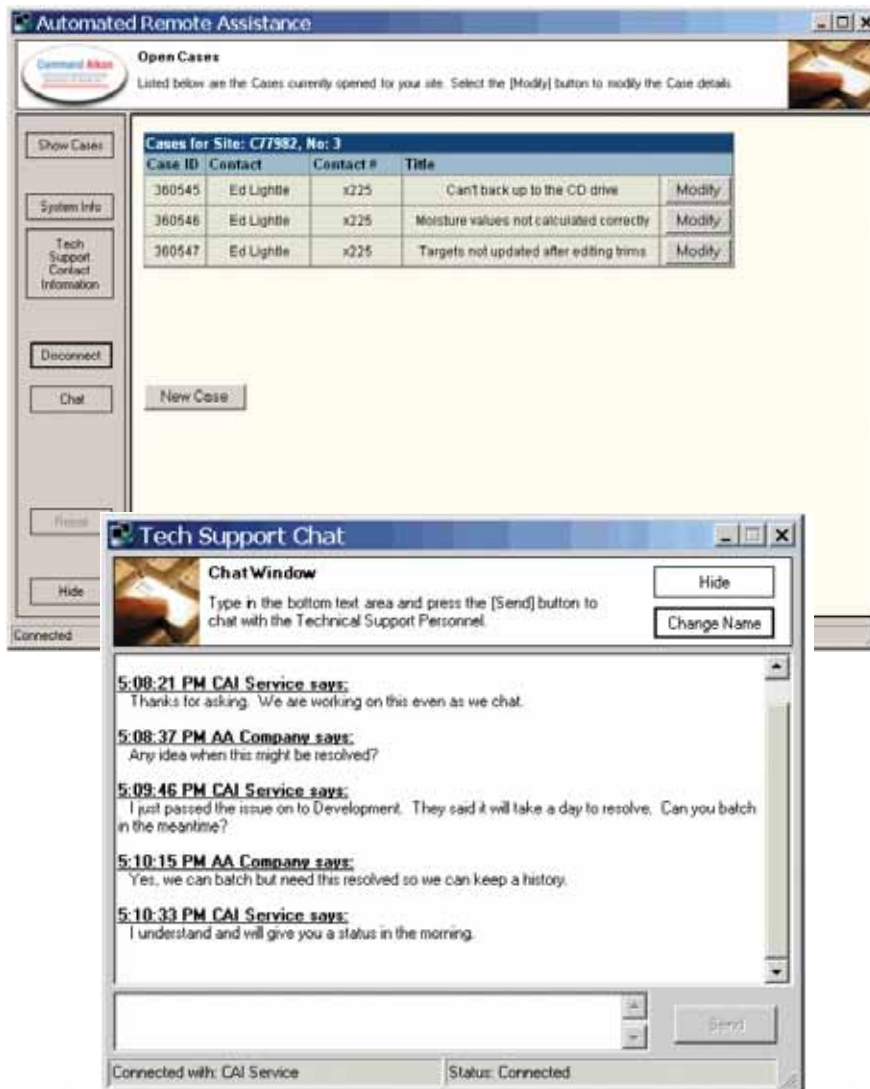 Automated Remote Assistance
Command Alkon
Open Cases
Listed below are the Cases currently opened for your site. Select the [Modify] button to modify the Case details.
Show Cases
System Info
Tech
Support
Contact
Information
Disconnect
Chat
Hide
Connected
Cases for Site: C77982, No: 3
Case ID Contact Contact # Title
360545 Ed Lightle x225 Can't back up to the CD drive Modify
360546 Ed Lightle x225 Moisture values not calculated correctly Modify
360547 Ed Lightle x225 Targets not updated after editing trims Modify
New Case
Tech Support Chat
Chat Window
Type in the bottom text area and press the [Send] button to
chat with the Technical Support Personnel.
Hide
Change Name
5:08:21 PM CAI Service says:
Thanks for asking. We are working on this even as we chat.
5:08:37 PM AA Company says:
Any idea when this might be resolved?
5:09:46 PM CAI Service says:
I just passed the issue on to Development. They said it will take a day to resolve. Can you batch
in the meantime?
5:10:15 PM AA Company says:
Yes, we can batch but need this resolved so we can keep a history.
5:10:33 PM CAI Service says:
I understand and will give you a status in the morning.
Send
Connected with: CAI Service
Status: Connected